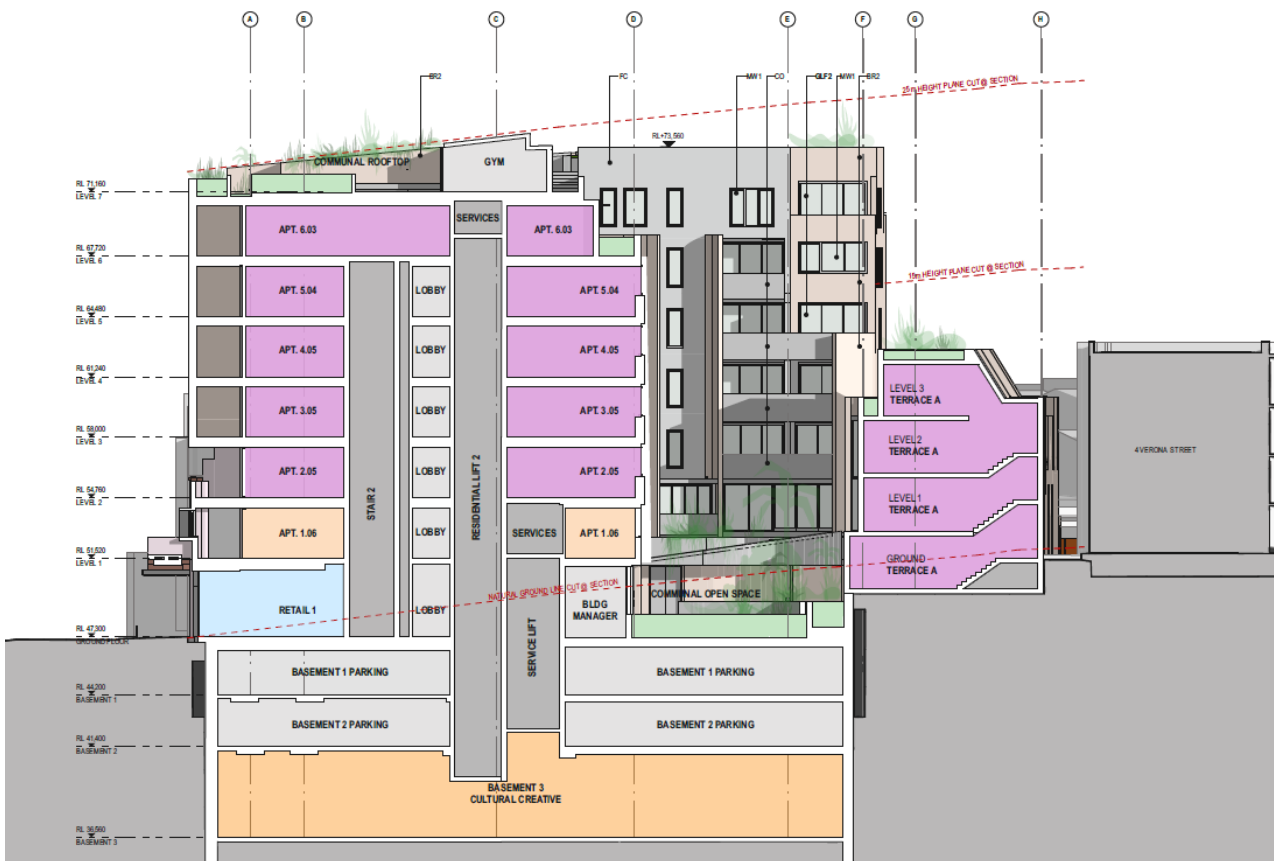 A
B
C
D
E
F
G
H
BR2
FC
MW1
CO
GLF2
MW1
BR2
25m HEIGHT PLANE CUT @ SECTION
RL+73,560
COMMUNAL ROOFTOP
GYM
RL 71,160
LEVEL 7
SERVICES
APT. 6.03
APT. 6.03
RL 67,720
LEVEL 6
15m HEIGHT PLANE CUT @ SECTION
APT. 5.04
LOBBY
APT. 5.04
RL 64,480
LEVEL 5
APT. 4.05
LOBBY
APT. 4.05
RL 61,240
LEVEL 4
LEVEL 3
TERRACE A
APT. 3.05
LOBBY
APT. 3.05
RL 58,000
LEVEL 3
LEVEL 2
TERRACE A
4 VERONA STREET
APT. 2.05
LOBBY
APT. 2.05
STAIR 2
RESIDENTIAL LIFT 2
RL 54,760
LEVEL 2
LEVEL 1
TERRACE A
APT. 1.06
LOBBY
SERVICES
APT. 1.06
RL 51,520
LEVEL 1
GROUND
TERRACE A
NATURAL GROUND LINE CUT @ SECTION
RETAIL 1
LOBBY
BLDG
MANAGER
COMMUNAL OPEN SPACE
RL 47,300
GROUND FLOOR
SERVICE LIFT
BASEMENT 1 PARKING
BASEMENT 1 PARKING
RL 44,200
BASEMENT 1
BASEMENT 2 PARKING
BASEMENT 2 PARKING
RL 41,400
BASEMENT 2
BASEMENT 3
CULTURAL CREATIVE
RL 36,560
BASEMENT 3